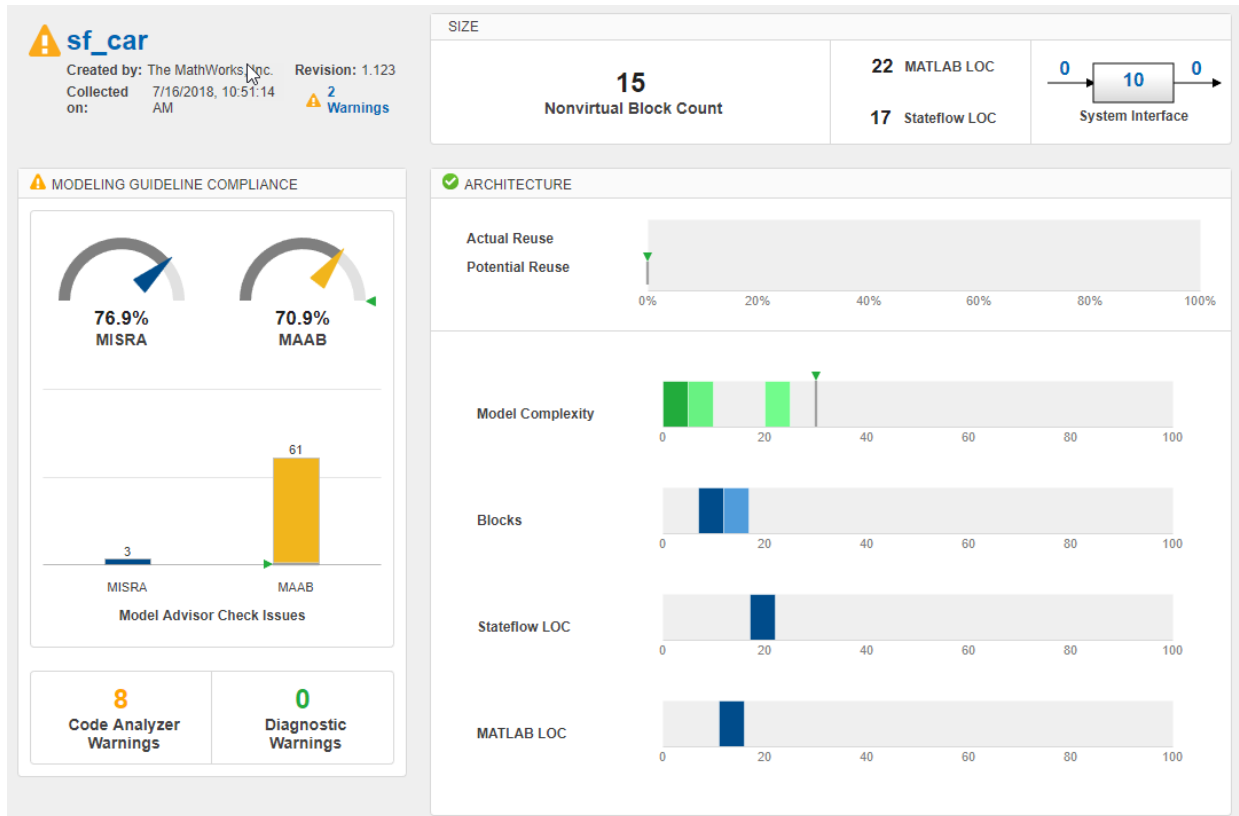 sf_car
Created by: The MathWorks, Inc. Revision: 1.123
Collected on: 7/16/2018, 10:51:14 AM
2 Warnings
SIZE
15
Nonvirtual Block Count
22 MATLAB LOC
17 Stateflow LOC
0 10 0
System Interface
MODELING GUIDELINE COMPLIANCE
76.9%
MISRA
70.9%
MAAB
61
3
MISRA MAAB
Model Advisor Check Issues
8
Code Analyzer
Warnings
0
Diagnostic
Warnings
ARCHITECTURE
Actual Reuse
Potential Reuse
0% 20% 40% 60% 80% 100%
Model Complexity
0 20 40 60 80 100
Blocks
0 20 40 60 80 100
Stateflow LOC
0 20 40 60 80 100
MATLAB LOC
0 20 40 60 80 100